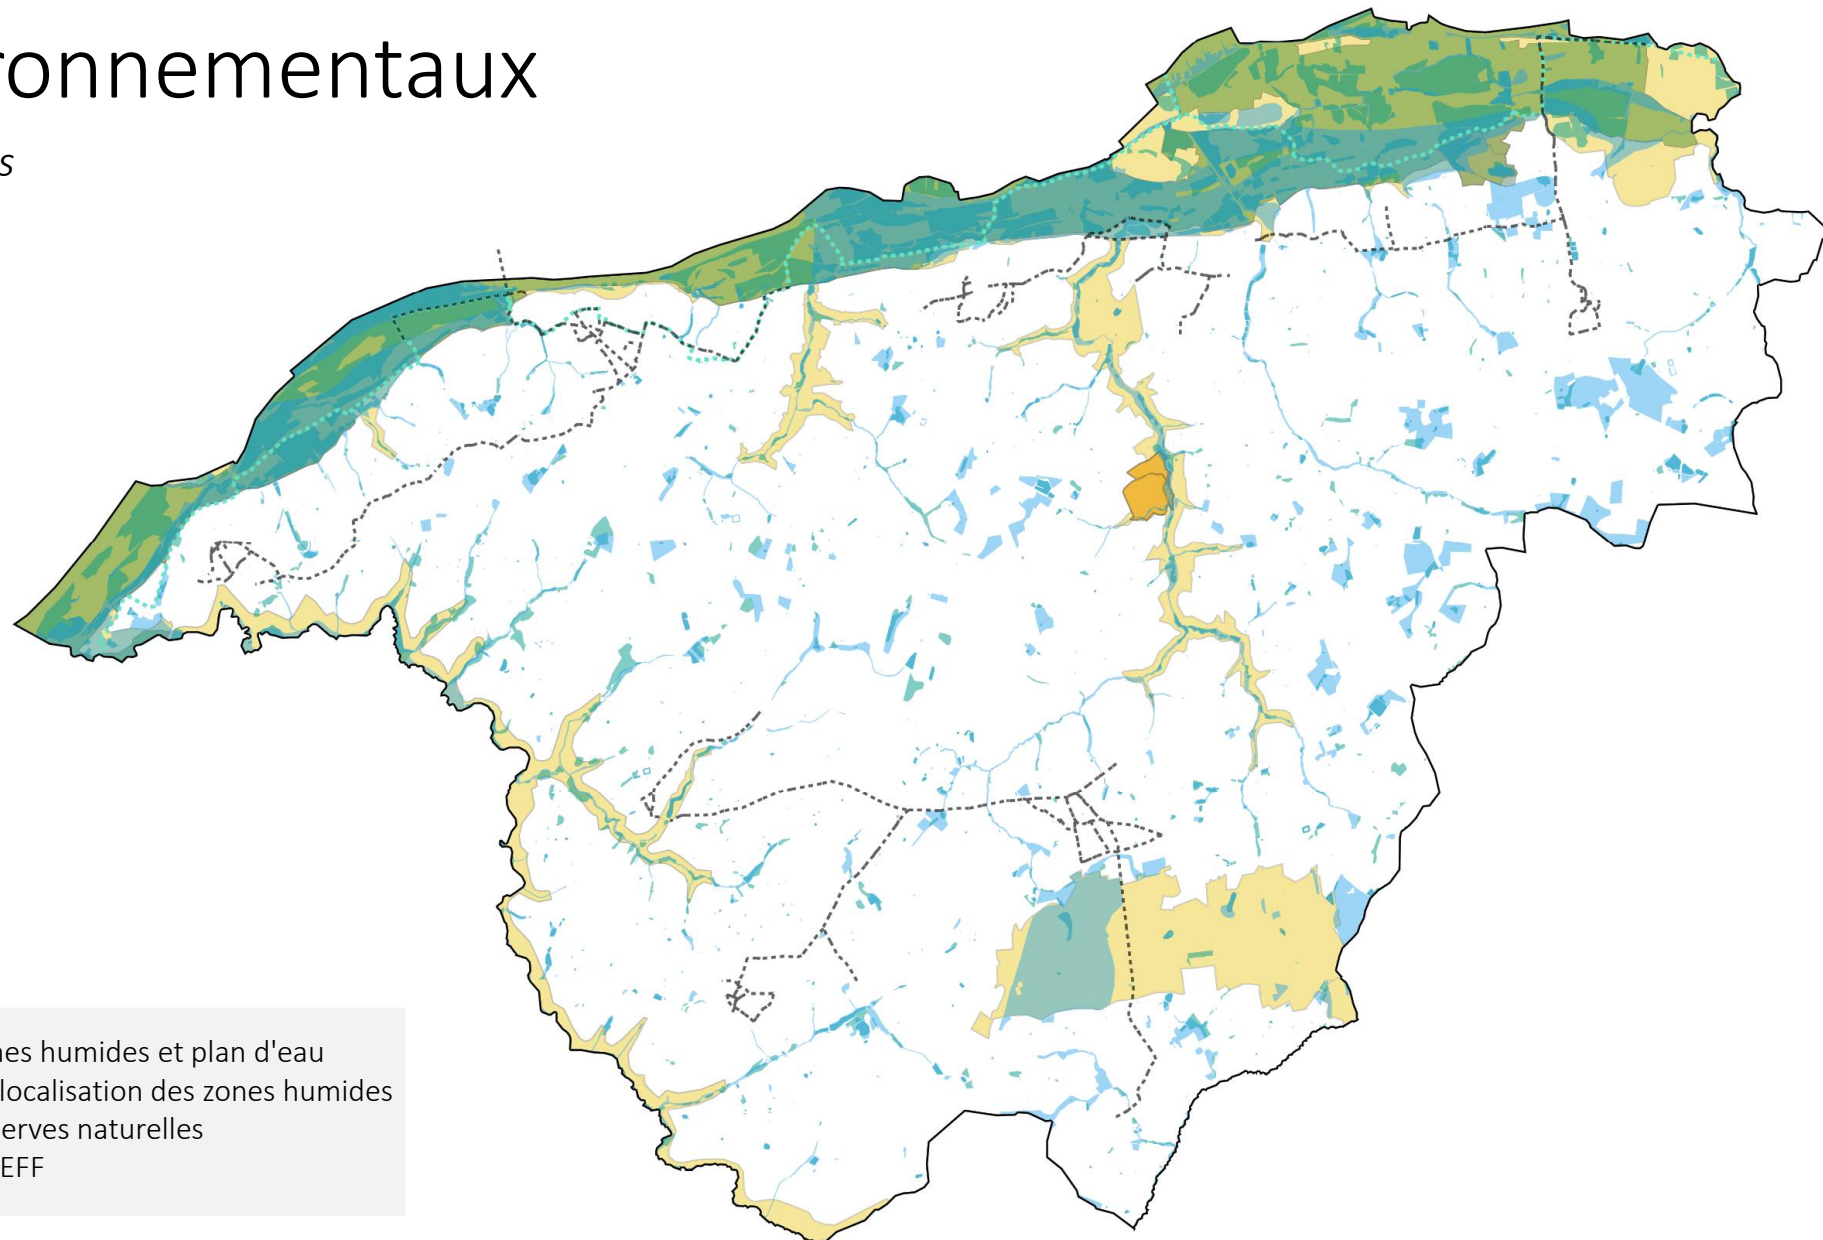 ronnementaux
s
nes humides et plan d'eau
localisation des zones humides
erves naturelles
EFF